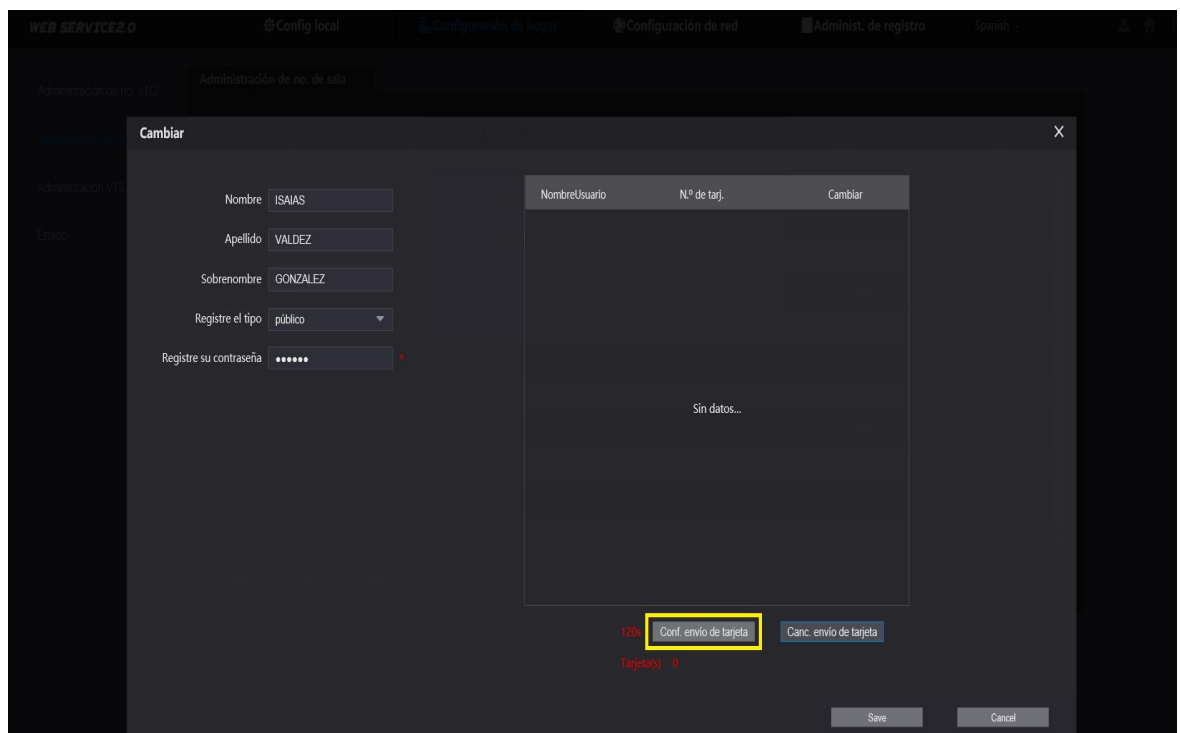 WEB SERVICE2.0 Config local Configuración de hogar Configuración de red Administ. de registro Spanish
Administración de no. de sala
Administración de no. VTO
Cambiar X
Administración VTS
Estado
Nombre ISAIAS
Apellido VALDEZ
Sobrenombre GONZALEZ
Registre el tipo público
Registre su contraseña •••••• *
NombreUsuario N.º de tarj. Cambiar
Sin datos...
120s Conf. envío de tarjeta Canc. envío de tarjeta
Tarjeta(s) 0
Save Cancel